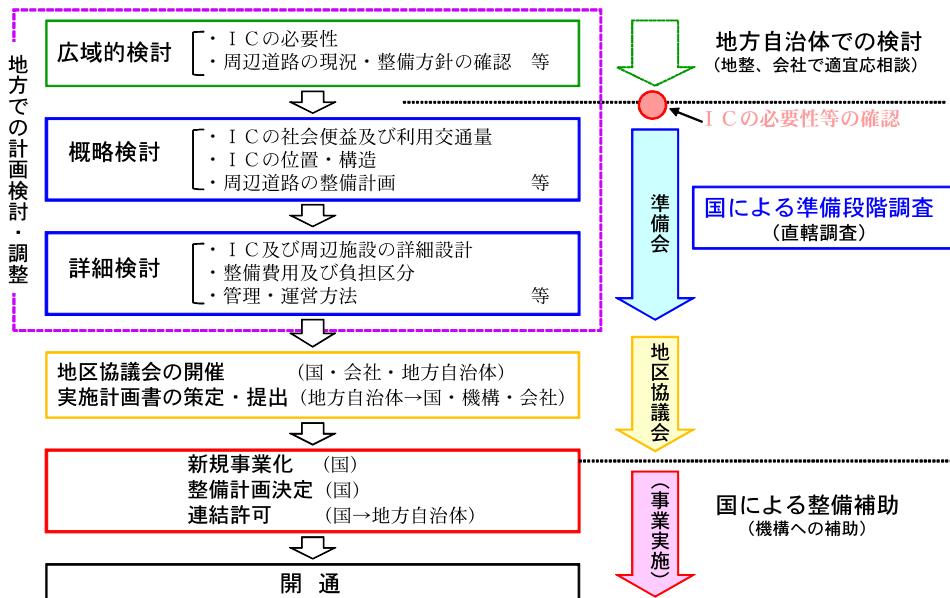 地方での計画検討・調整
広域的検討
・ＩＣの必要性
・周辺道路の現況・整備方針の確認　等
概略検討
・ＩＣの社会便益及び利用交通量
・ＩＣの位置・構造
・周辺道路の整備計画　等
詳細検討
・ＩＣ及び周辺施設の詳細設計
・整備費用及び負担区分
・管理・運営方法　等
地区協議会の開催　（国・会社・地方自治体）
実施計画書の策定・提出（地方自治体→国・機構・会社）
新規事業化　（国）
整備計画決定（国）
連結許可　（国→地方自治体）
開　通
地方自治体での検討
（地整、会社で適宜応相談）
ＩＣの必要性等の確認
準備会
国による準備段階調査
（直轄調査）
地区協議会
（事業実施）
国による整備補助
（機構への補助）